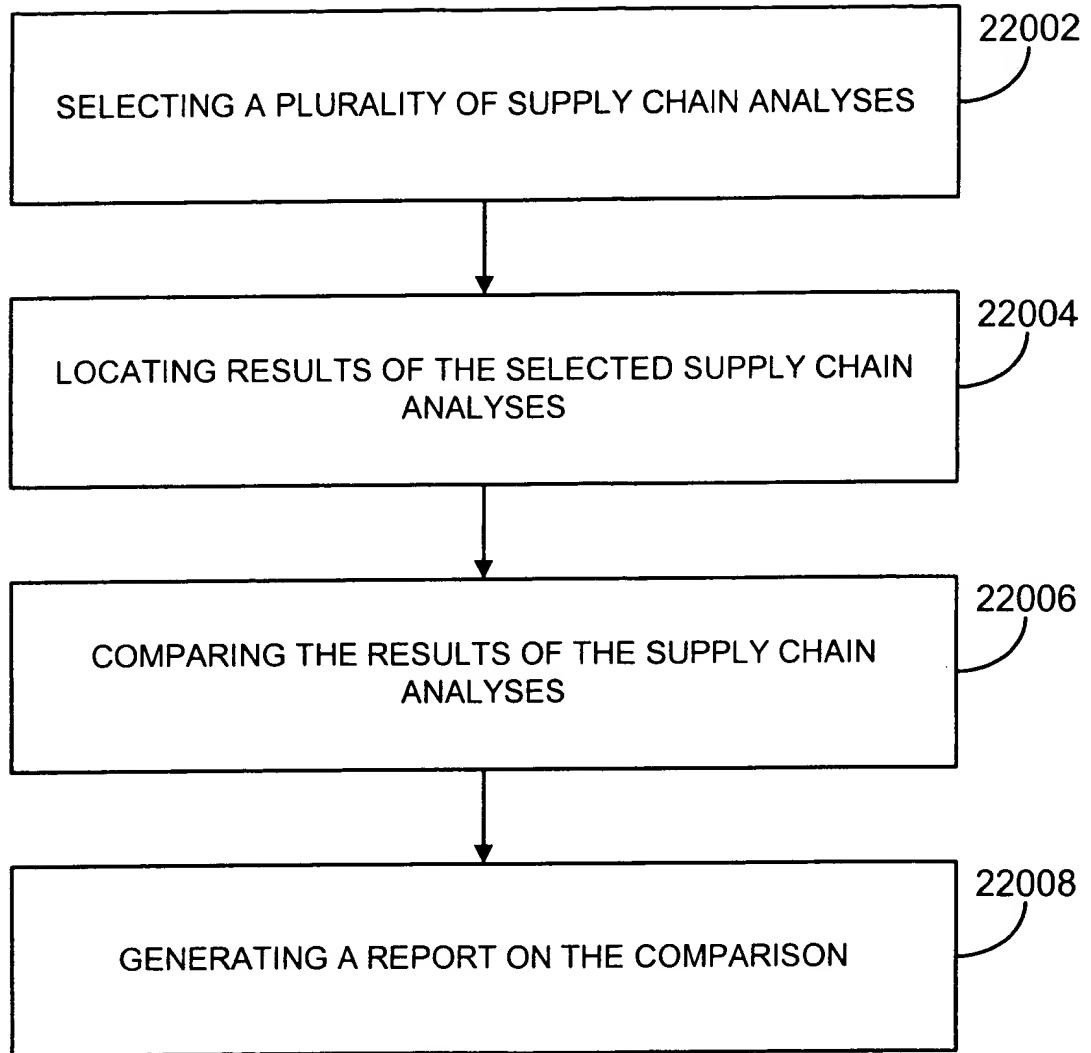 22002
SELECTING A PLURALITY OF SUPPLY CHAIN ANALYSES
22004
LOCATING RESULTS OF THE SELECTED SUPPLY CHAIN
ANALYSES
22006
COMPARING THE RESULTS OF THE SUPPLY CHAIN
ANALYSES
22008
GENERATING A REPORT ON THE COMPARISON